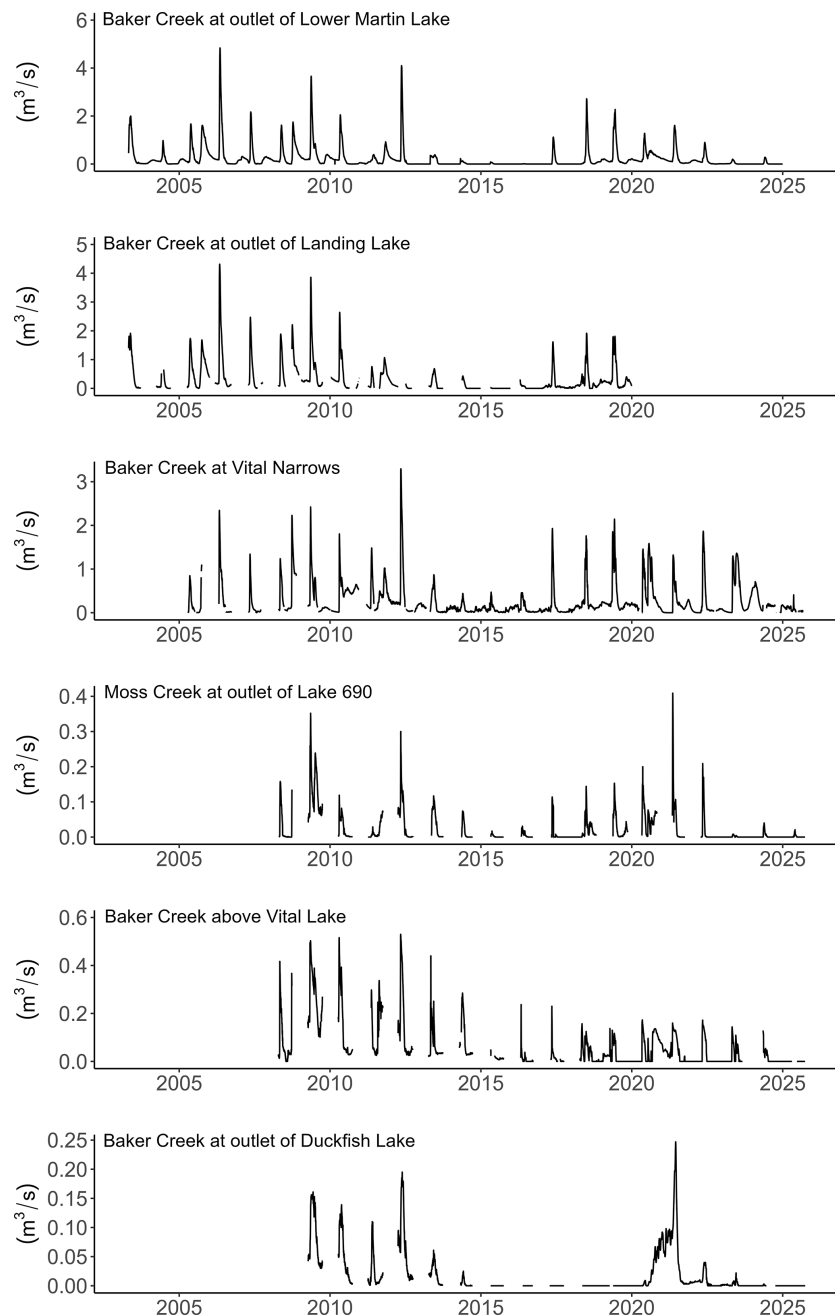 Baker Creek at outlet of Lower Martin Lake
(m³/s)
6
4
2
0
2005 2010 2015 2020 2025
Baker Creek at outlet of Landing Lake
(m³/s)
5
4
3
2
1
0
2005 2010 2015 2020 2025
Baker Creek at Vital Narrows
(m³/s)
3
2
1
0
2005 2010 2015 2020 2025
Moss Creek at outlet of Lake 690
(m³/s)
0.4
0.3
0.2
0.1
0.0
2005 2010 2015 2020 2025
Baker Creek above Vital Lake
(m³/s)
0.6
0.4
0.2
0.0
2005 2010 2015 2020 2025
Baker Creek at outlet of Duckfish Lake
(m³/s)
0.25
0.20
0.15
0.10
0.05
0.00
2005 2010 2015 2020 2025